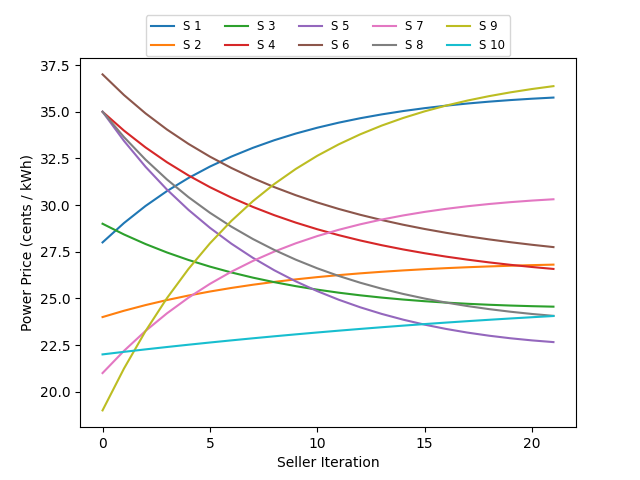 S 1 S 3 S 5 S 7 S 9
S 2 S 4 S 6 S 8 S 10
37.5
35.0
32.5
30.0
27.5
25.0
22.5
20.0
Power Price (cents / kWh)
0 5 10 15 20
Seller Iteration